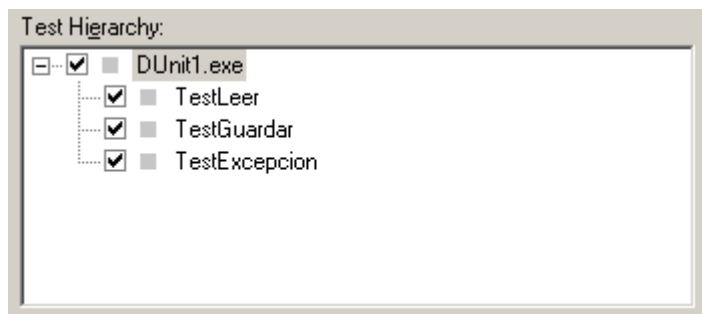 Test Hierarchy:
DUnit1.exe
TestLeer
TestGuardar
TestExcepcion